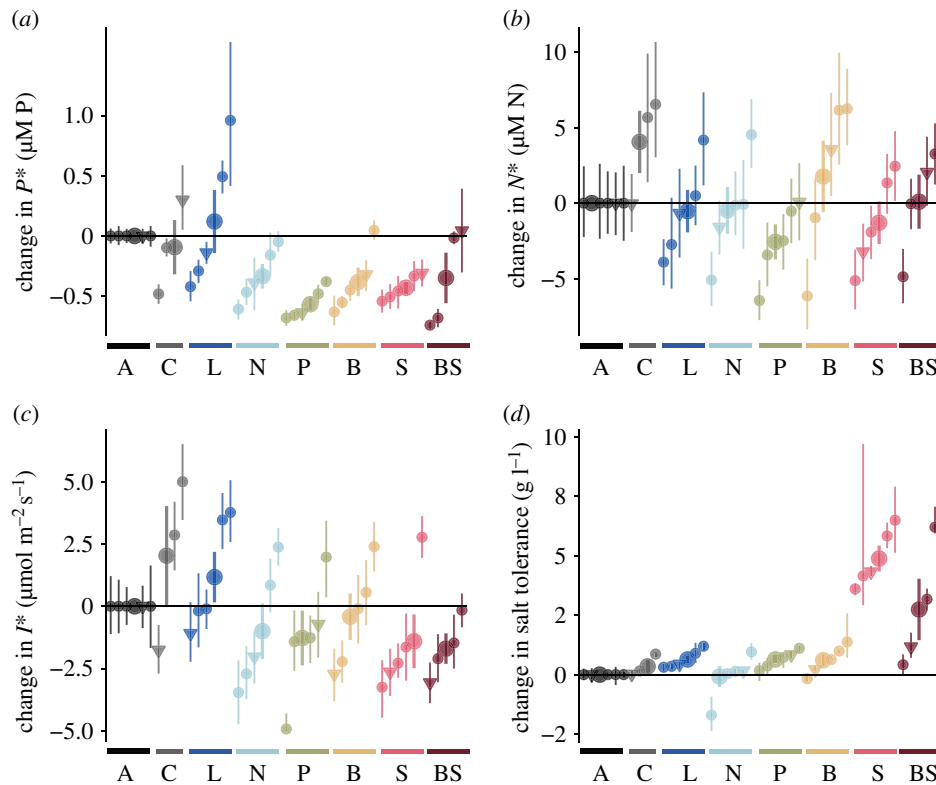 (a)
change in P* (µM P)
1.0
0.5
0
−0.5
A C L N P B S BS
(b)
change in N* (µM N)
10
5
0
−5
A C L N P B S BS
(c)
change in I* (µmol m−2 s−1)
5.0
2.5
0
−2.5
−5.0
A C L N P B S BS
(d)
change in salt tolerance (g l−1)
10
8
5
2
0
−2
A C L N P B S BS